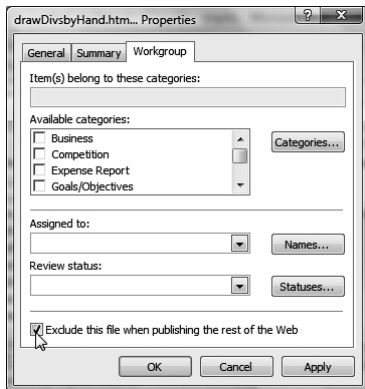 drawDivsbyHand.htm... Properties
? X
General Summary Workgroup
Item(s) belong to these categories:
Available categories:
Business
Competition
Expense Report
Goals/Objectives
Categories...
Assigned to:
Names...
Review status:
Statuses...
Exclude this file when publishing the rest of the Web
OK Cancel Apply